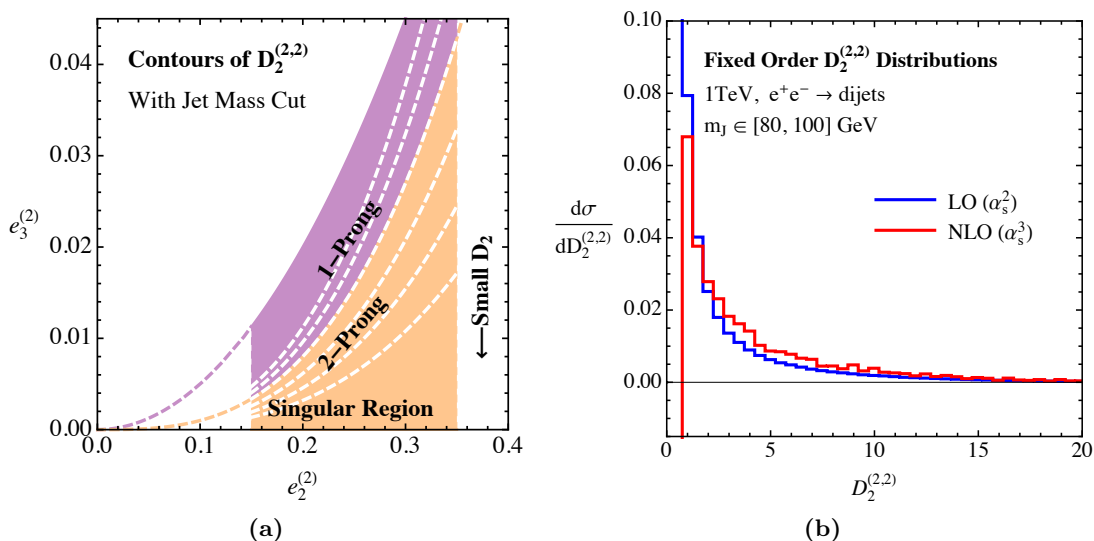 Contours of D₂^(2,2)
With Jet Mass Cut
0.04
0.03
0.02
0.01
0.00
e₃^(2)
1−Prong
2−Prong
Singular Region
←Small D₂
0.0 0.1 0.2 0.3 0.4
e₂^(2)
(a)
Fixed Order D₂^(2,2) Distributions
1TeV, e⁺e⁻ → dijets
m_J ∈ [80, 100] GeV
0.10
0.08
0.06
0.04
0.02
0.00
dσ
dD₂^(2,2)
LO (α_s²)
NLO (α_s³)
0 5 10 15 20
D₂^(2,2)
(b)